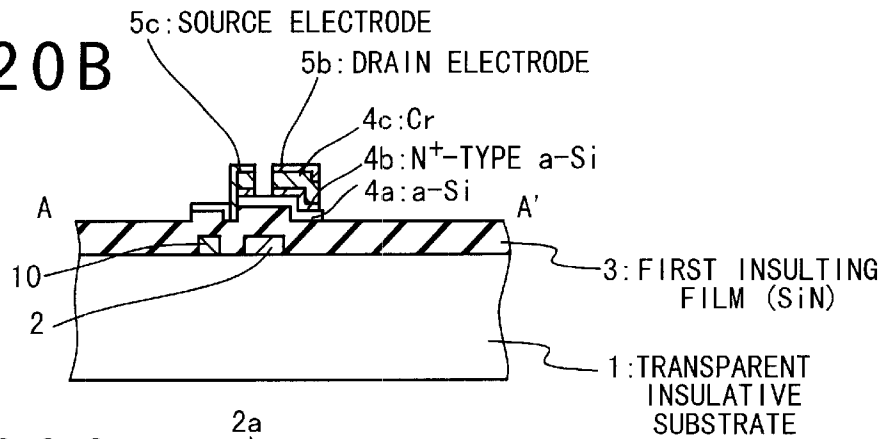 5c:SOURCE ELECTRODE
20B
5b:DRAIN ELECTRODE
4c:Cr
4b:N+-TYPE a-Si
4a:a-Si
A
A'
10
3:FIRST INSULTING
FILM (SiN)
2
1:TRANSPARENT
INSULATIVE
SUBSTRATE
2a